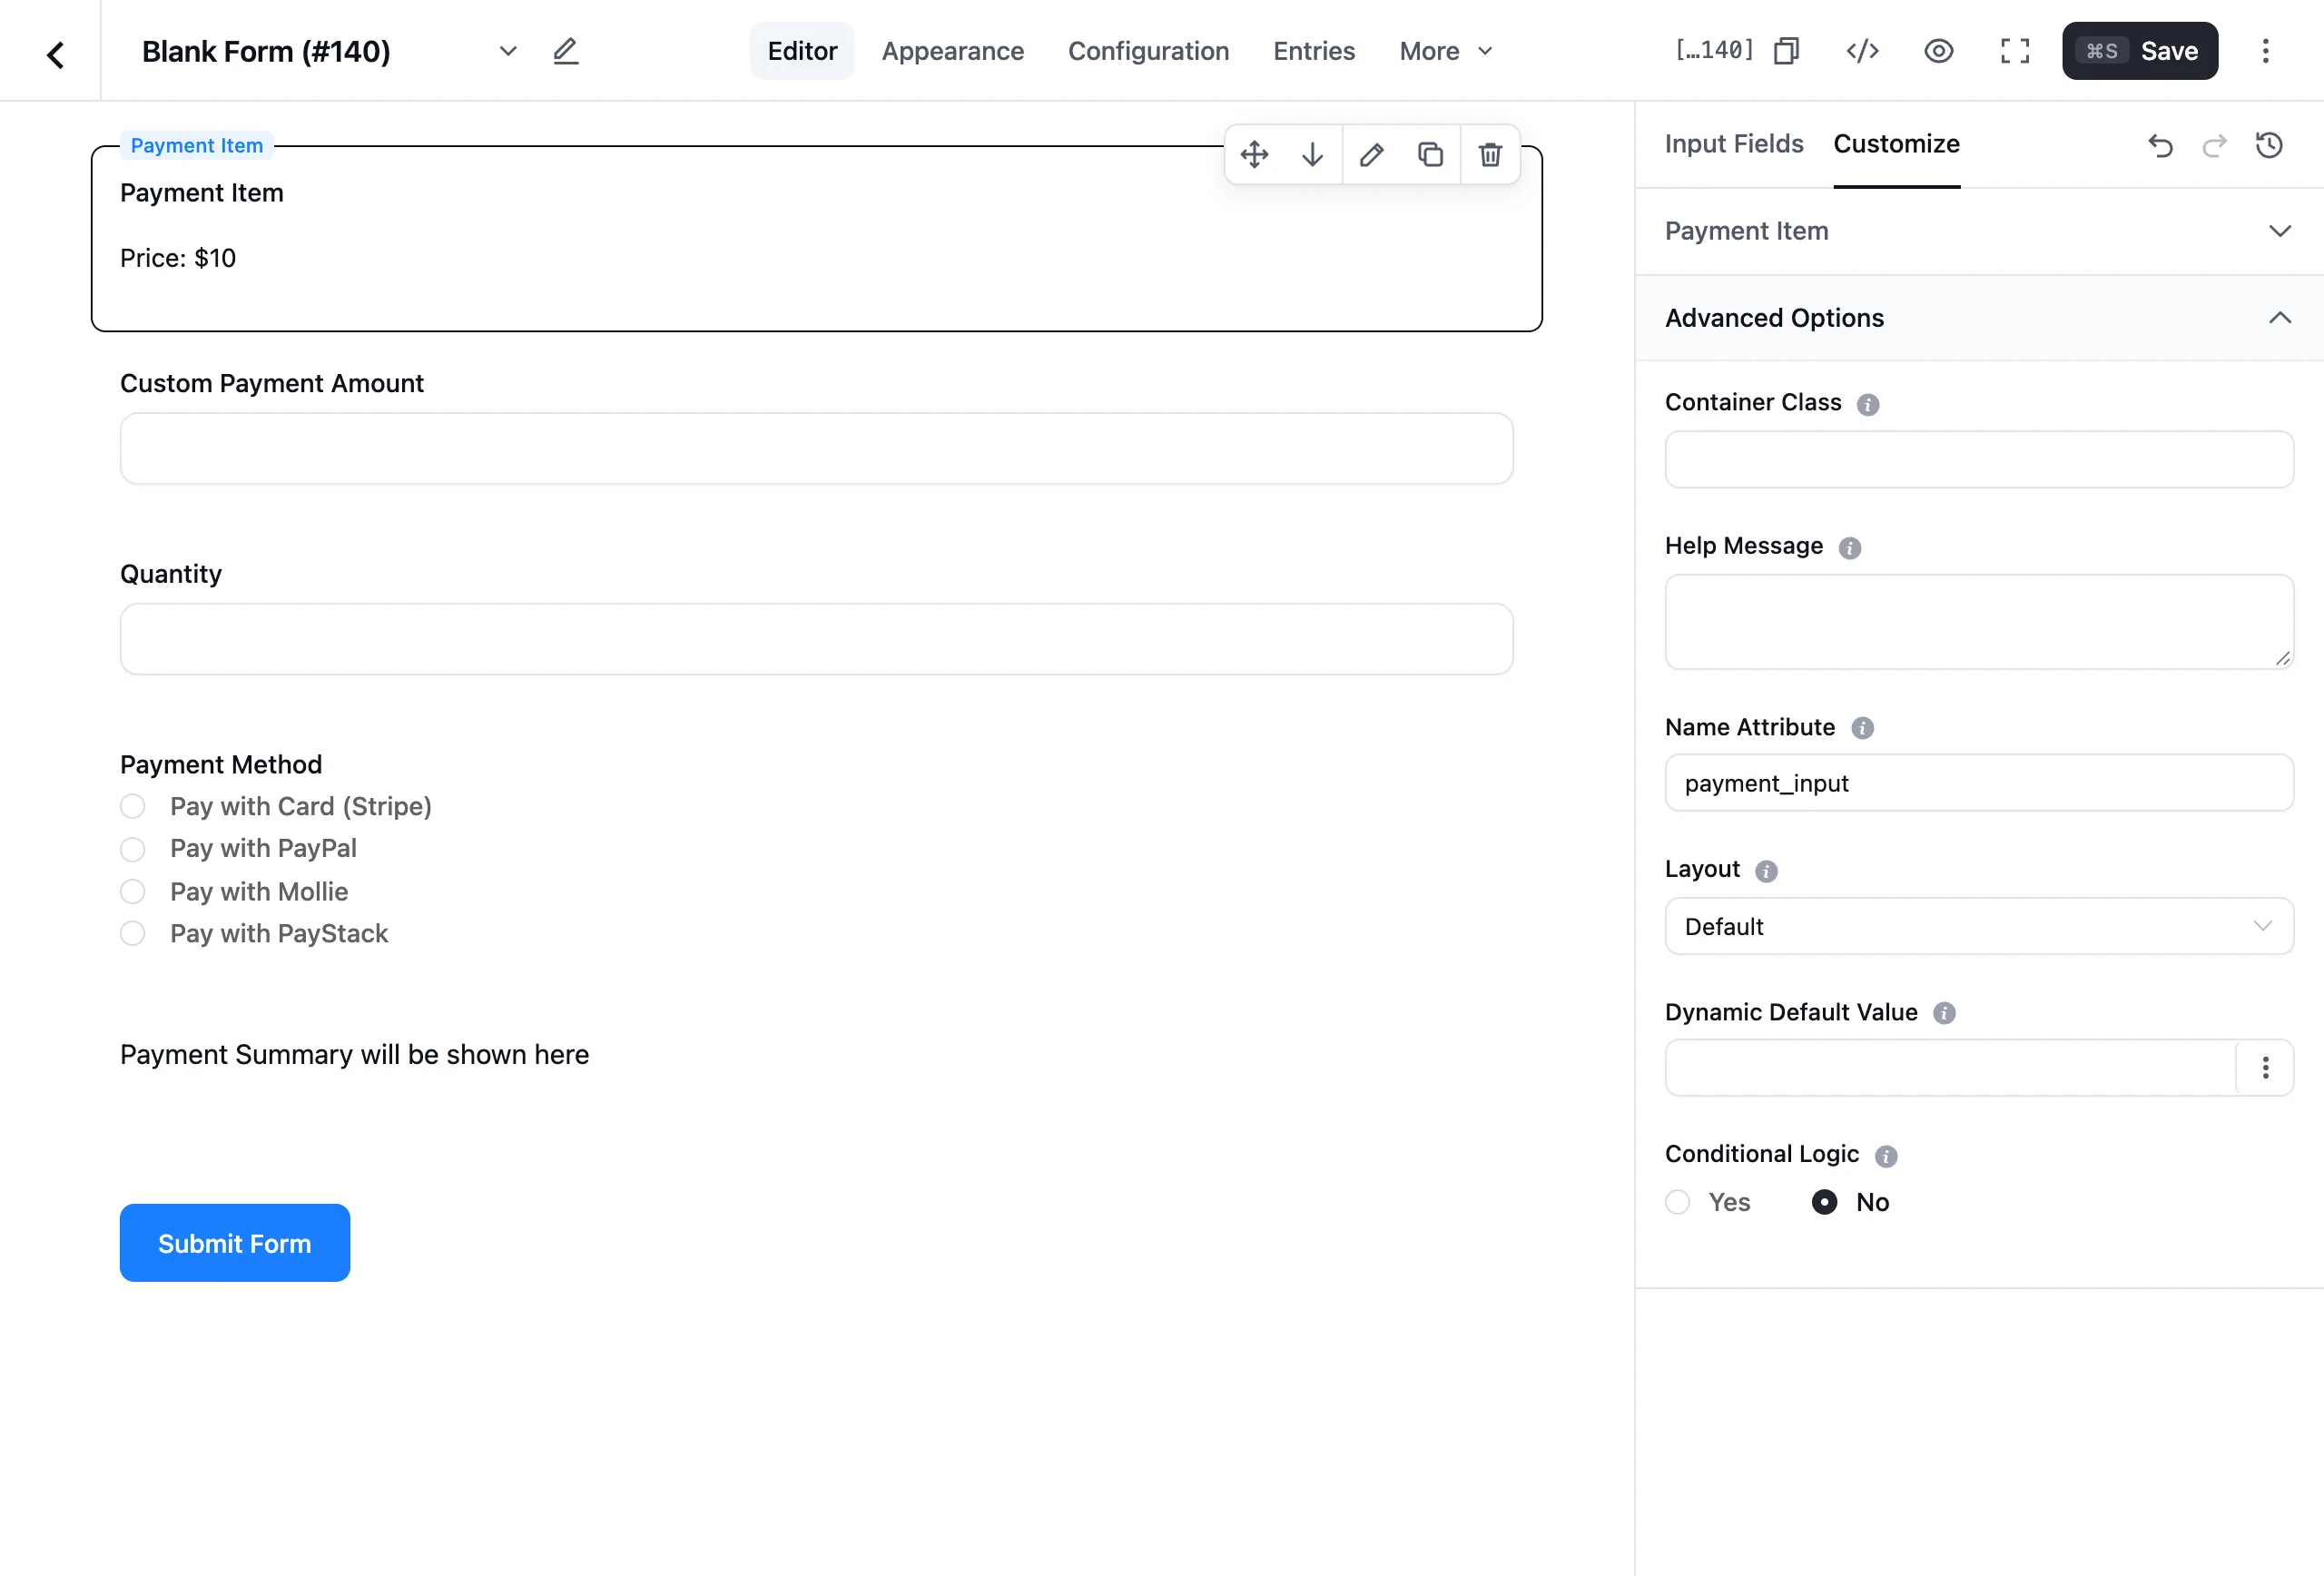 Blank Form (#140)
Editor
Appearance
Configuration
Entries
More
[…140]
⌘S Save
Payment Item
Payment Item
Price: $10
Custom Payment Amount
Quantity
Payment Method
Pay with Card (Stripe)
Pay with PayPal
Pay with Mollie
Pay with PayStack
Payment Summary will be shown here
Submit Form
Input Fields
Customize
Payment Item
Advanced Options
Container Class
Help Message
Name Attribute
payment_input
Layout
Default
Dynamic Default Value
Conditional Logic
Yes
No